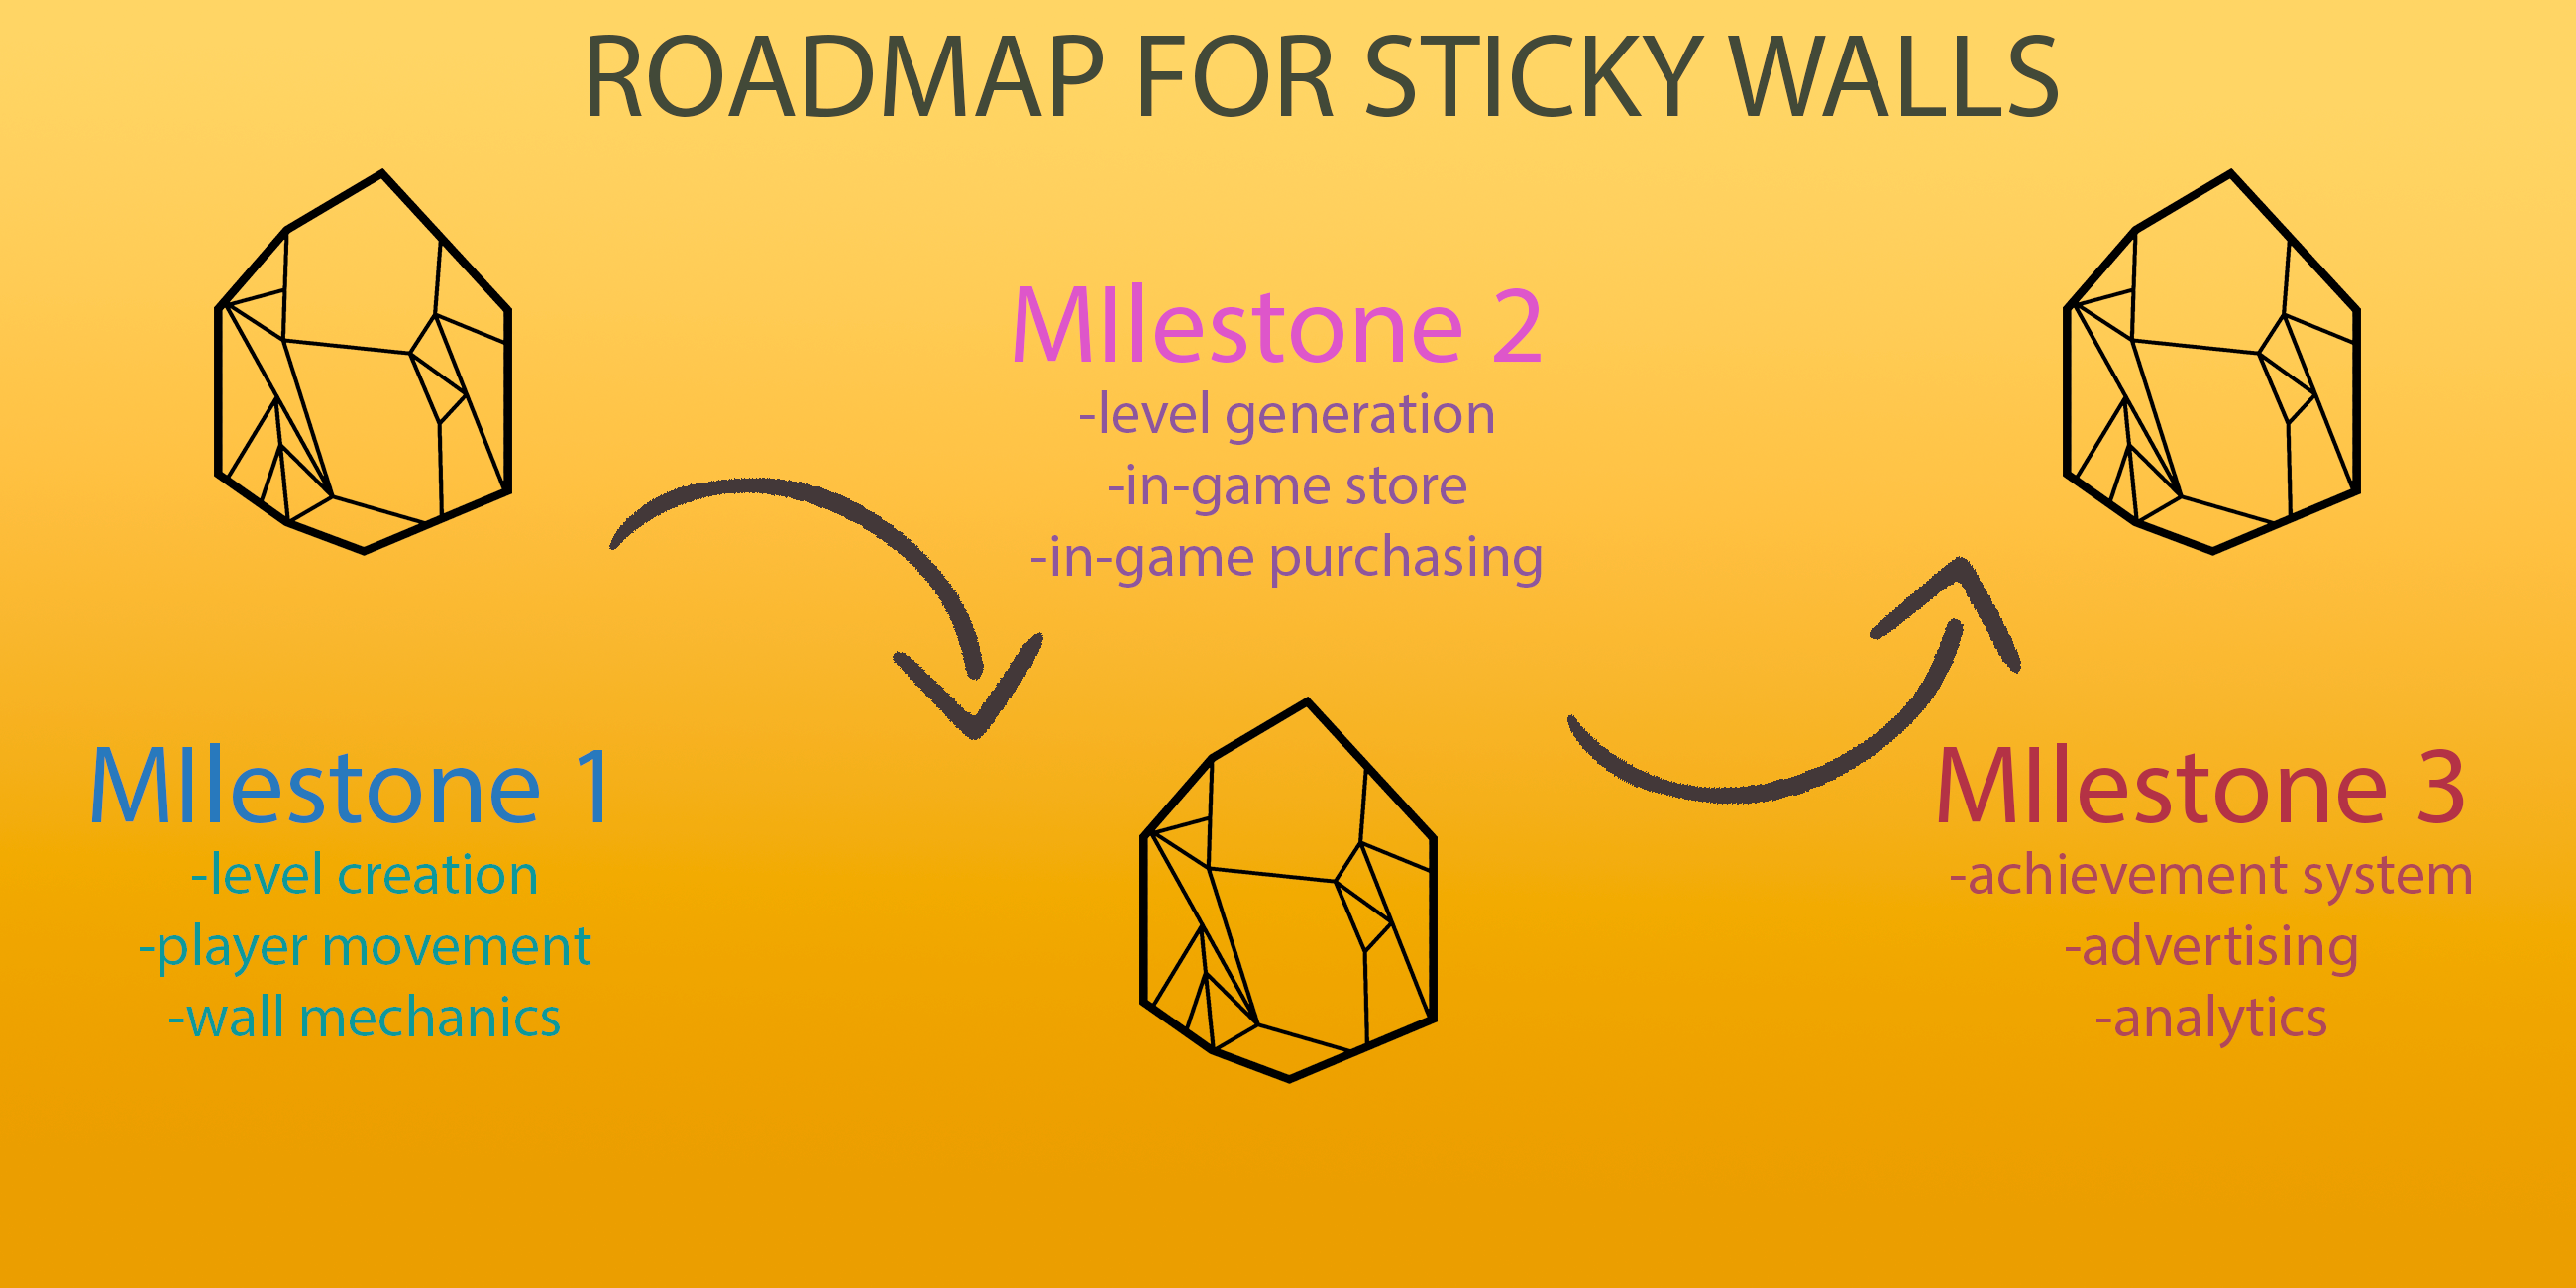 ROADMAP FOR STICKY WALLS
MIlestone 1
-level creation
-player movement
-wall mechanics
MIlestone 2
-level generation
-in-game store
-in-game purchasing
MIlestone 3
-achievement system
-advertising
-analytics